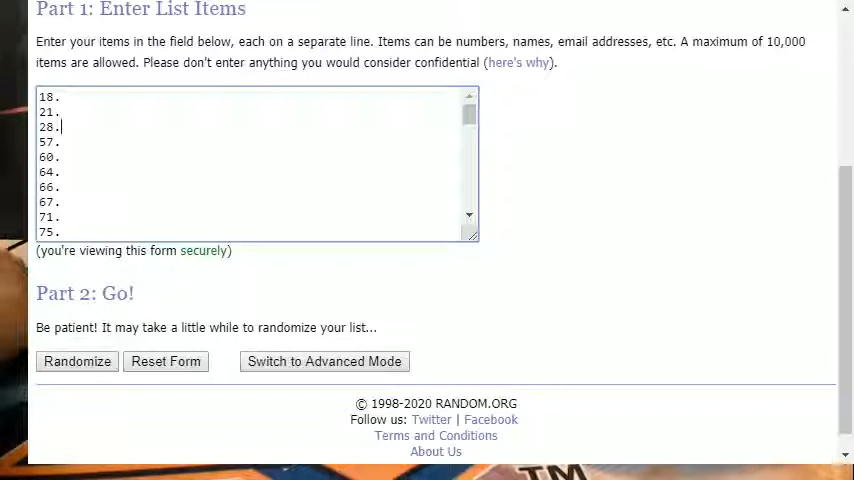 Part 1: Enter List Items
Enter your items in the field below, each on a separate line. Items can be numbers, names, email addresses, etc. A maximum of 10,000
items are allowed. Please don't enter anything you would consider confidential (here's why).
18.
21.
28.
57.
60.
64.
66.
67.
71.
75.
(you're viewing this form securely)
Part 2: Go!
Be patient! It may take a little while to randomize your list...
Randomize Reset Form Switch to Advanced Mode
© 1998-2020 RANDOM.ORG
Follow us: Twitter | Facebook
Terms and Conditions
About Us
TM